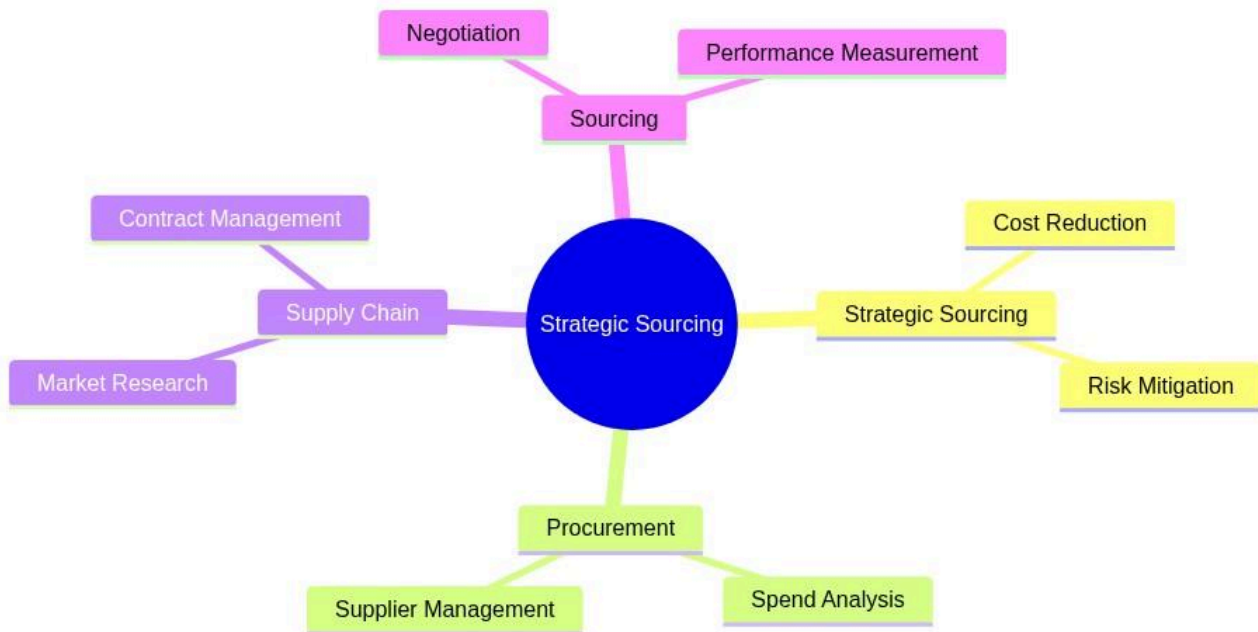 Negotiation
Performance Measurement
Sourcing
Contract Management
Cost Reduction
Supply Chain
Strategic Sourcing
Strategic Sourcing
Market Research
Risk Mitigation
Procurement
Supplier Management
Spend Analysis